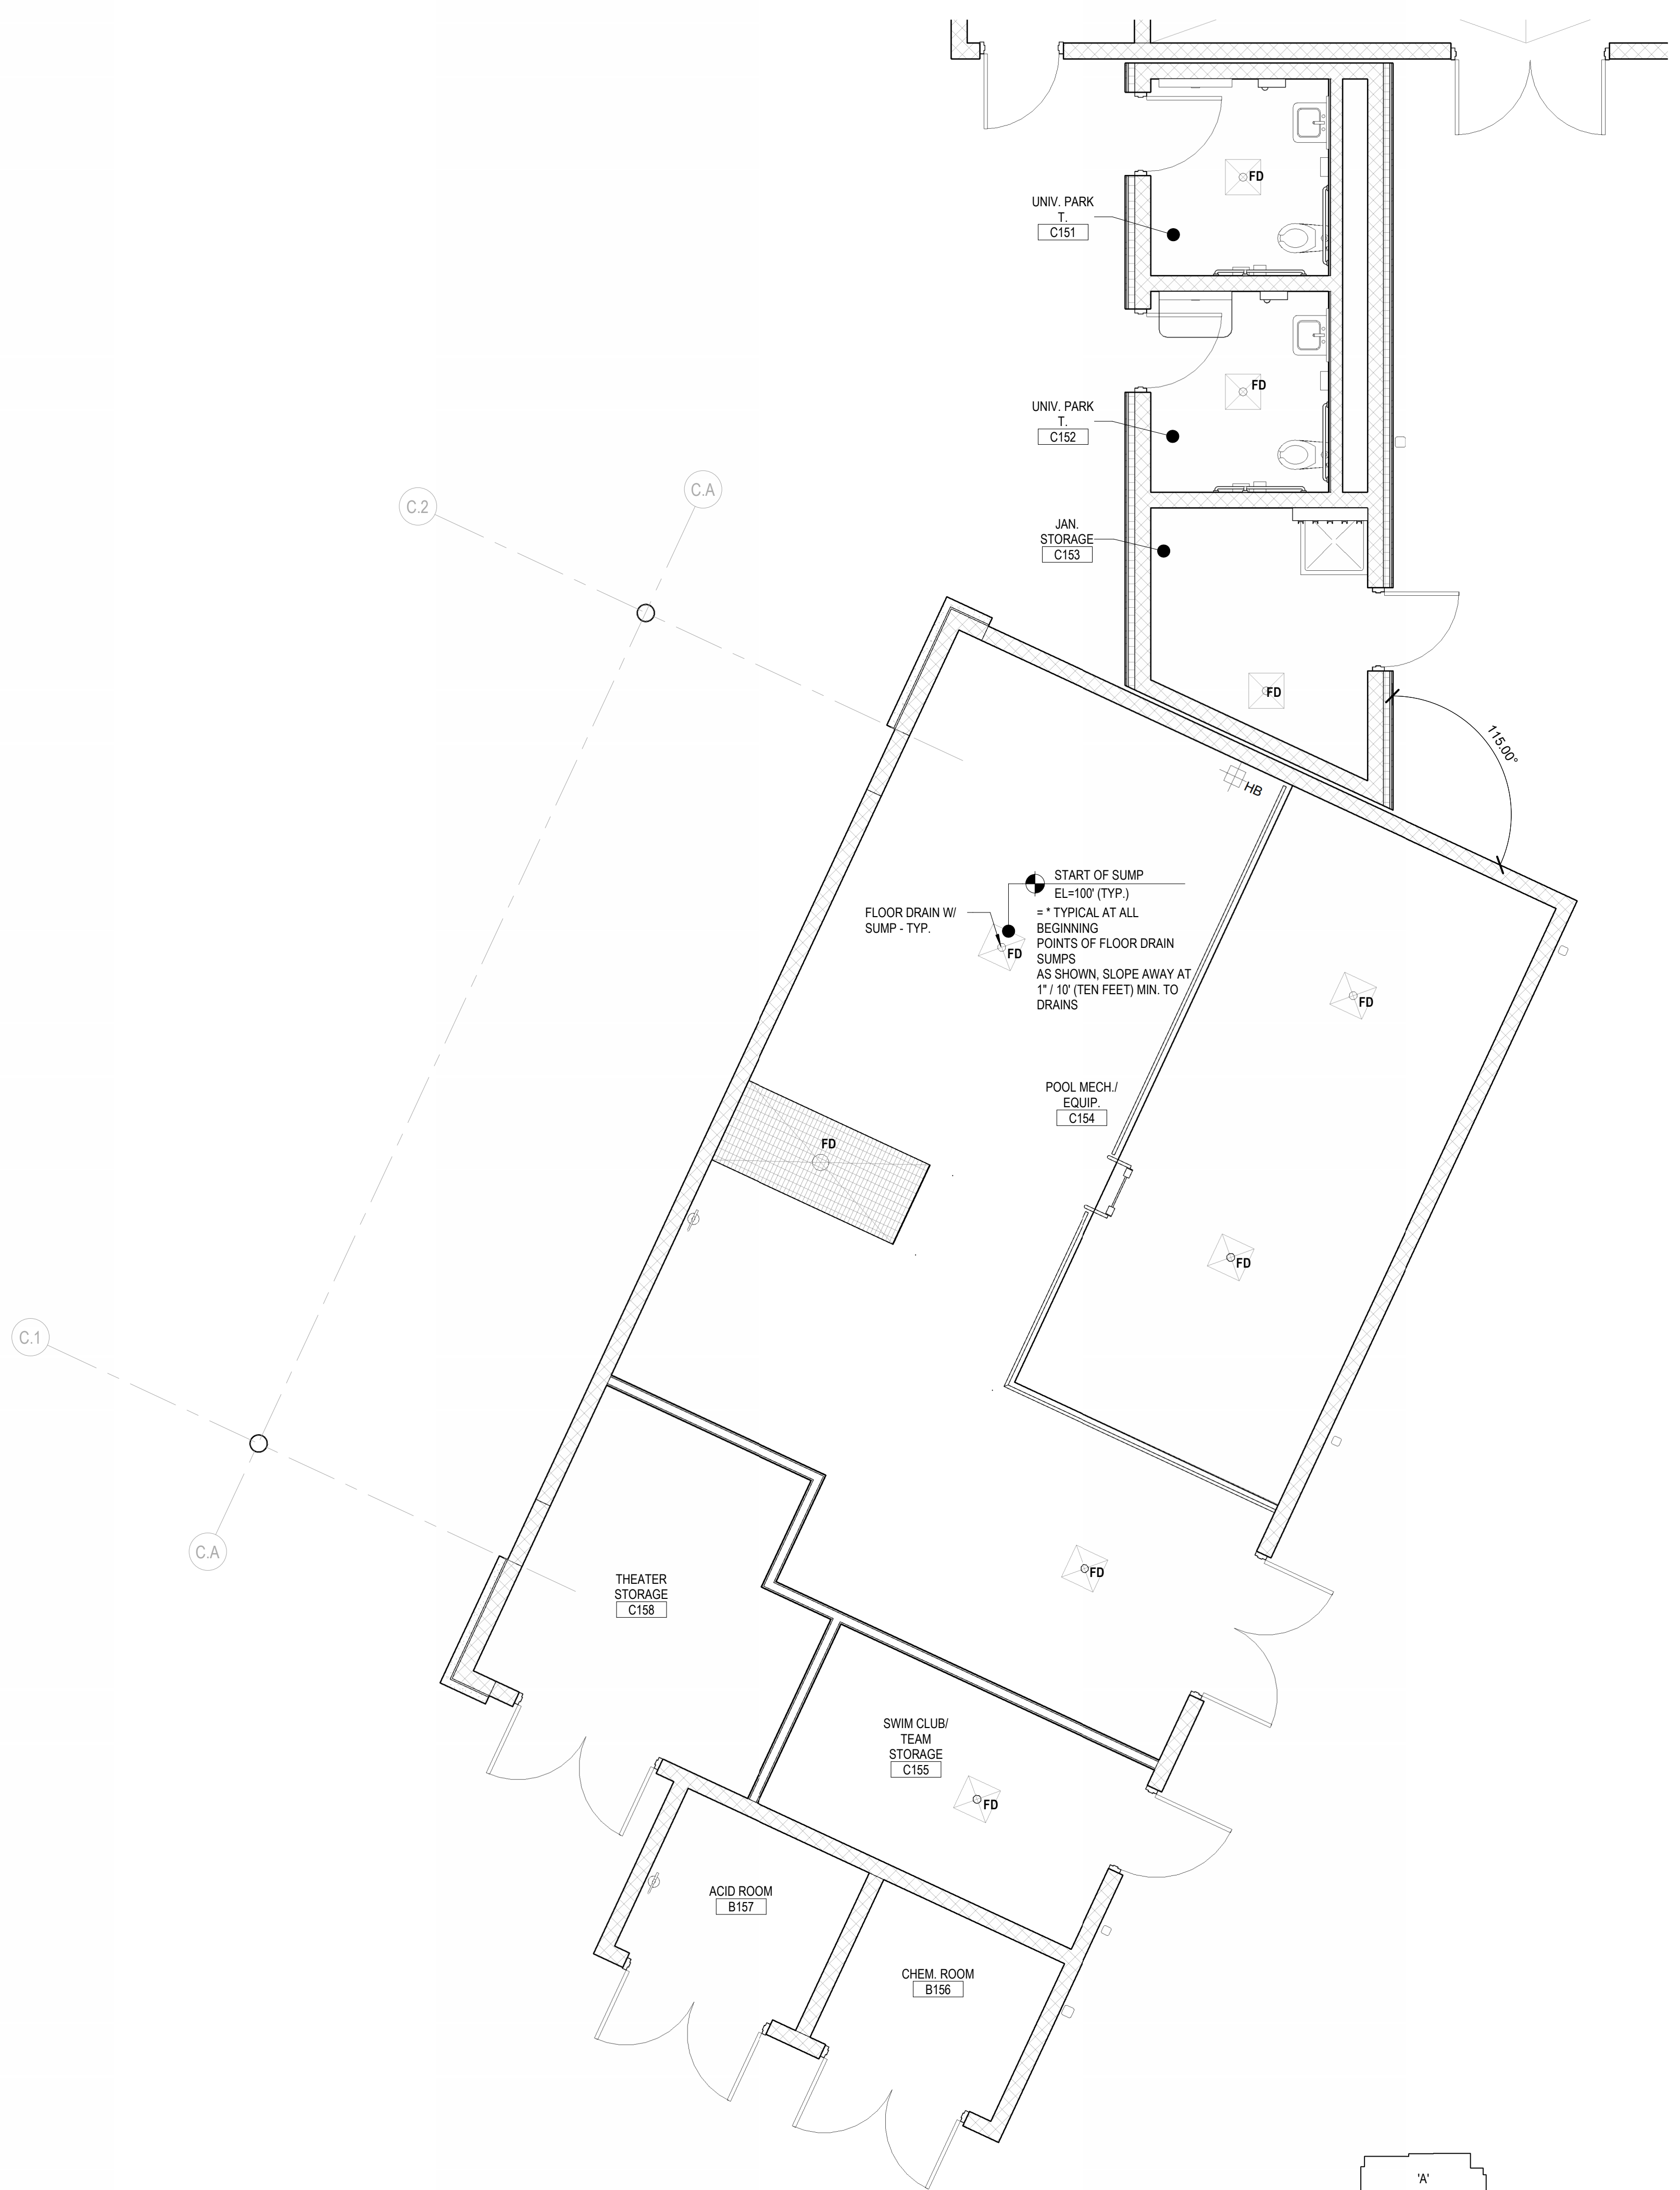 FD
UNIV. PARK
T.
C151
FD
UNIV. PARK
T.
C152
C.A
C.2
JAN.
STORAGE
C153
FD
115.00°
HB
START OF SUMP
EL=100' (TYP.)
FLOOR DRAIN W/
SUMP - TYP.
= * TYPICAL AT ALL
BEGINNING
POINTS OF FLOOR DRAIN
SUMPS
AS SHOWN, SLOPE AWAY AT
1" / 10' (TEN FEET) MIN. TO
DRAINS
FD
FD
POOL MECH./
EQUIP.
C154
FD
FD
C.1
C.A
FD
THEATER
STORAGE
C158
SWIM CLUB/
TEAM
STORAGE
C155
FD
ACID ROOM
B157
CHEM. ROOM
B156
'A'